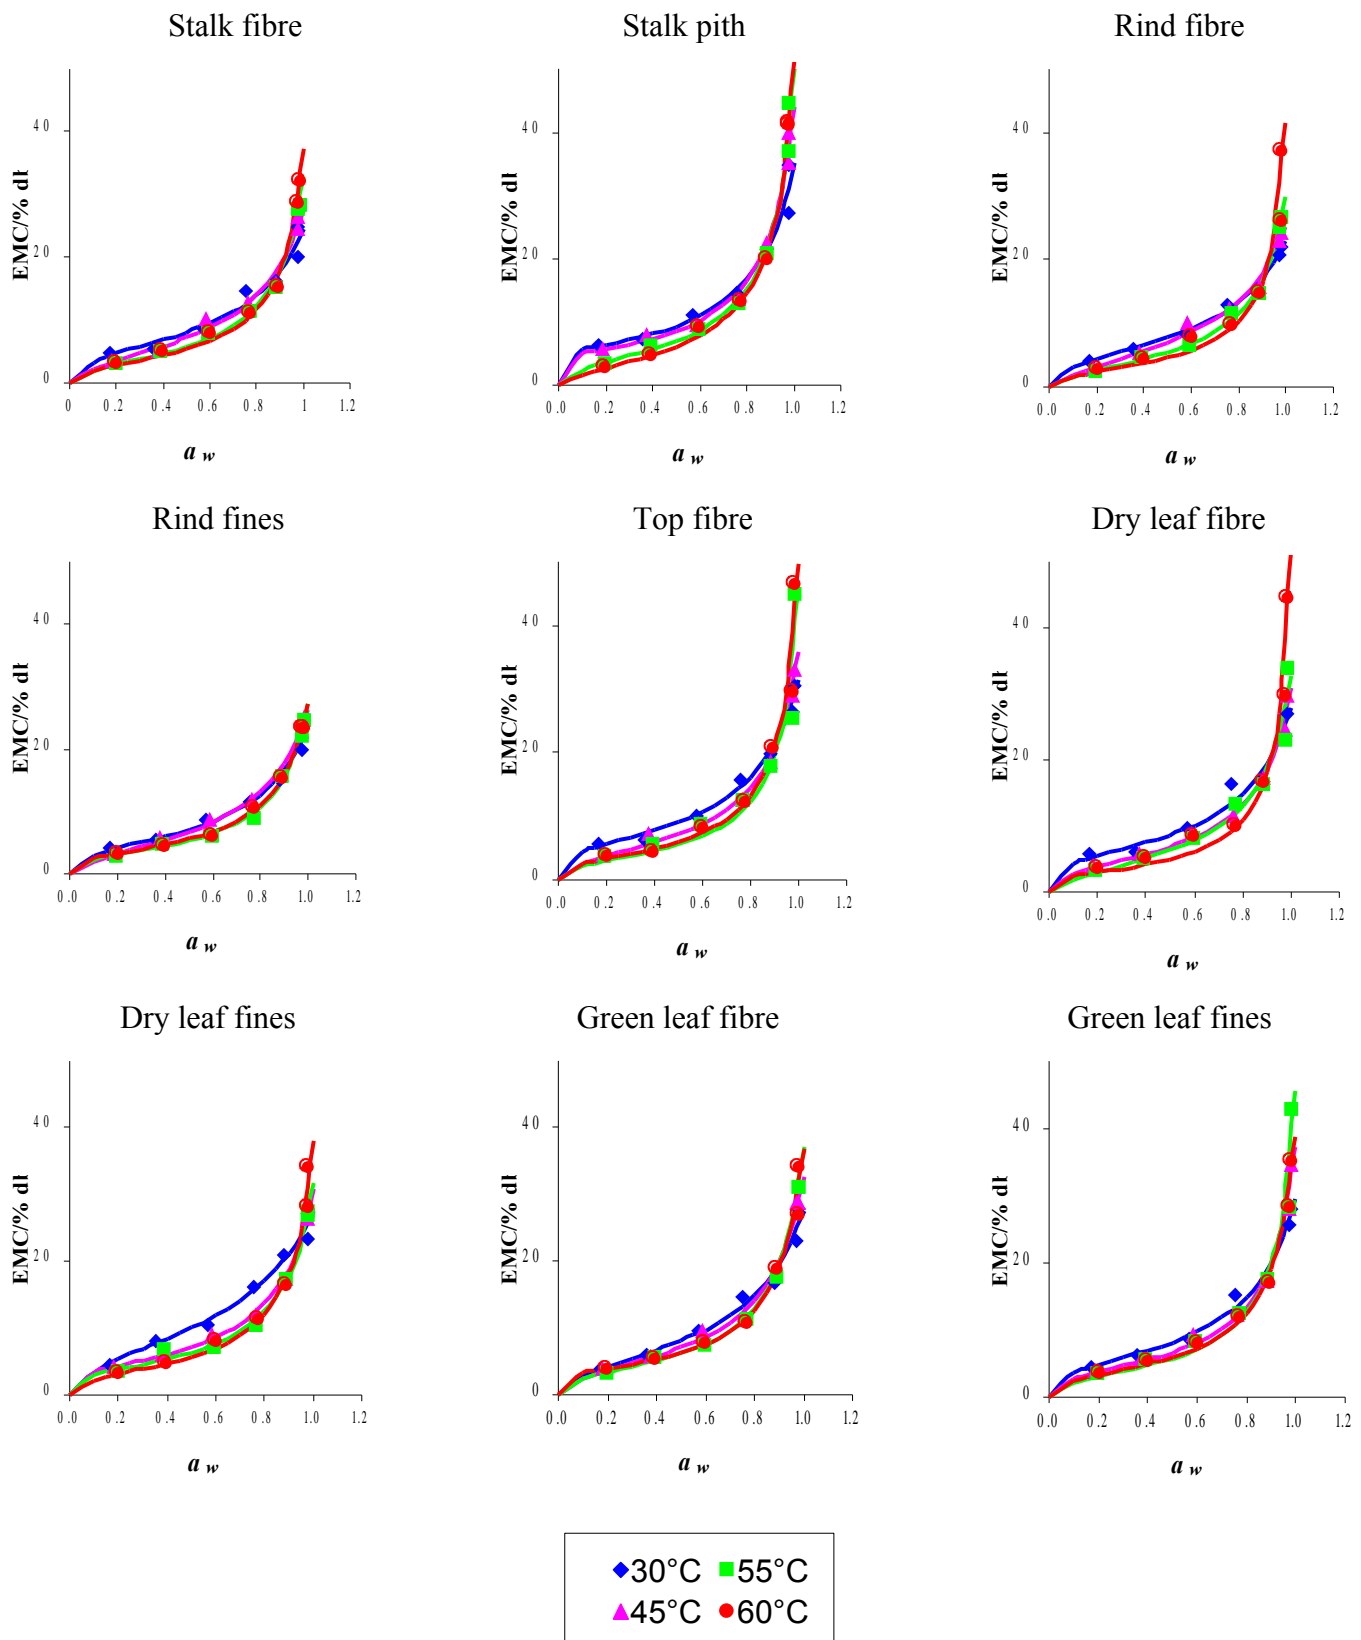 Stalk fibre Stalk pith Rind fibre
EMC/% db EMC/% db EMC/% db
40 40 40
20 20 20
0 0 0
0 0.2 0.4 0.6 0.8 1 1.2 0.0 0.2 0.4 0.6 0.8 1.0 1.2 0.0 0.2 0.4 0.6 0.8 1.0 1.2
a w a w a w
Rind fines Top fibre Dry leaf fibre
EMC/% db EMC/% db EMC/% db
40 40 40
20 20 20
0 0 0
0.0 0.2 0.4 0.6 0.8 1.0 1.2 0.0 0.2 0.4 0.6 0.8 1.0 1.2 0.0 0.2 0.4 0.6 0.8 1.0 1.2
a w a w a w
Dry leaf fines Green leaf fibre Green leaf fines
EMC/% db EMC/% db EMC/% db
40 40 40
20 20 20
0 0 0
0.0 0.2 0.4 0.6 0.8 1.0 1.2 0.0 0.2 0.4 0.6 0.8 1.0 1.2 0.0 0.2 0.4 0.6 0.8 1.0 1.2
a w a w a w
30°C 55°C
45°C 60°C